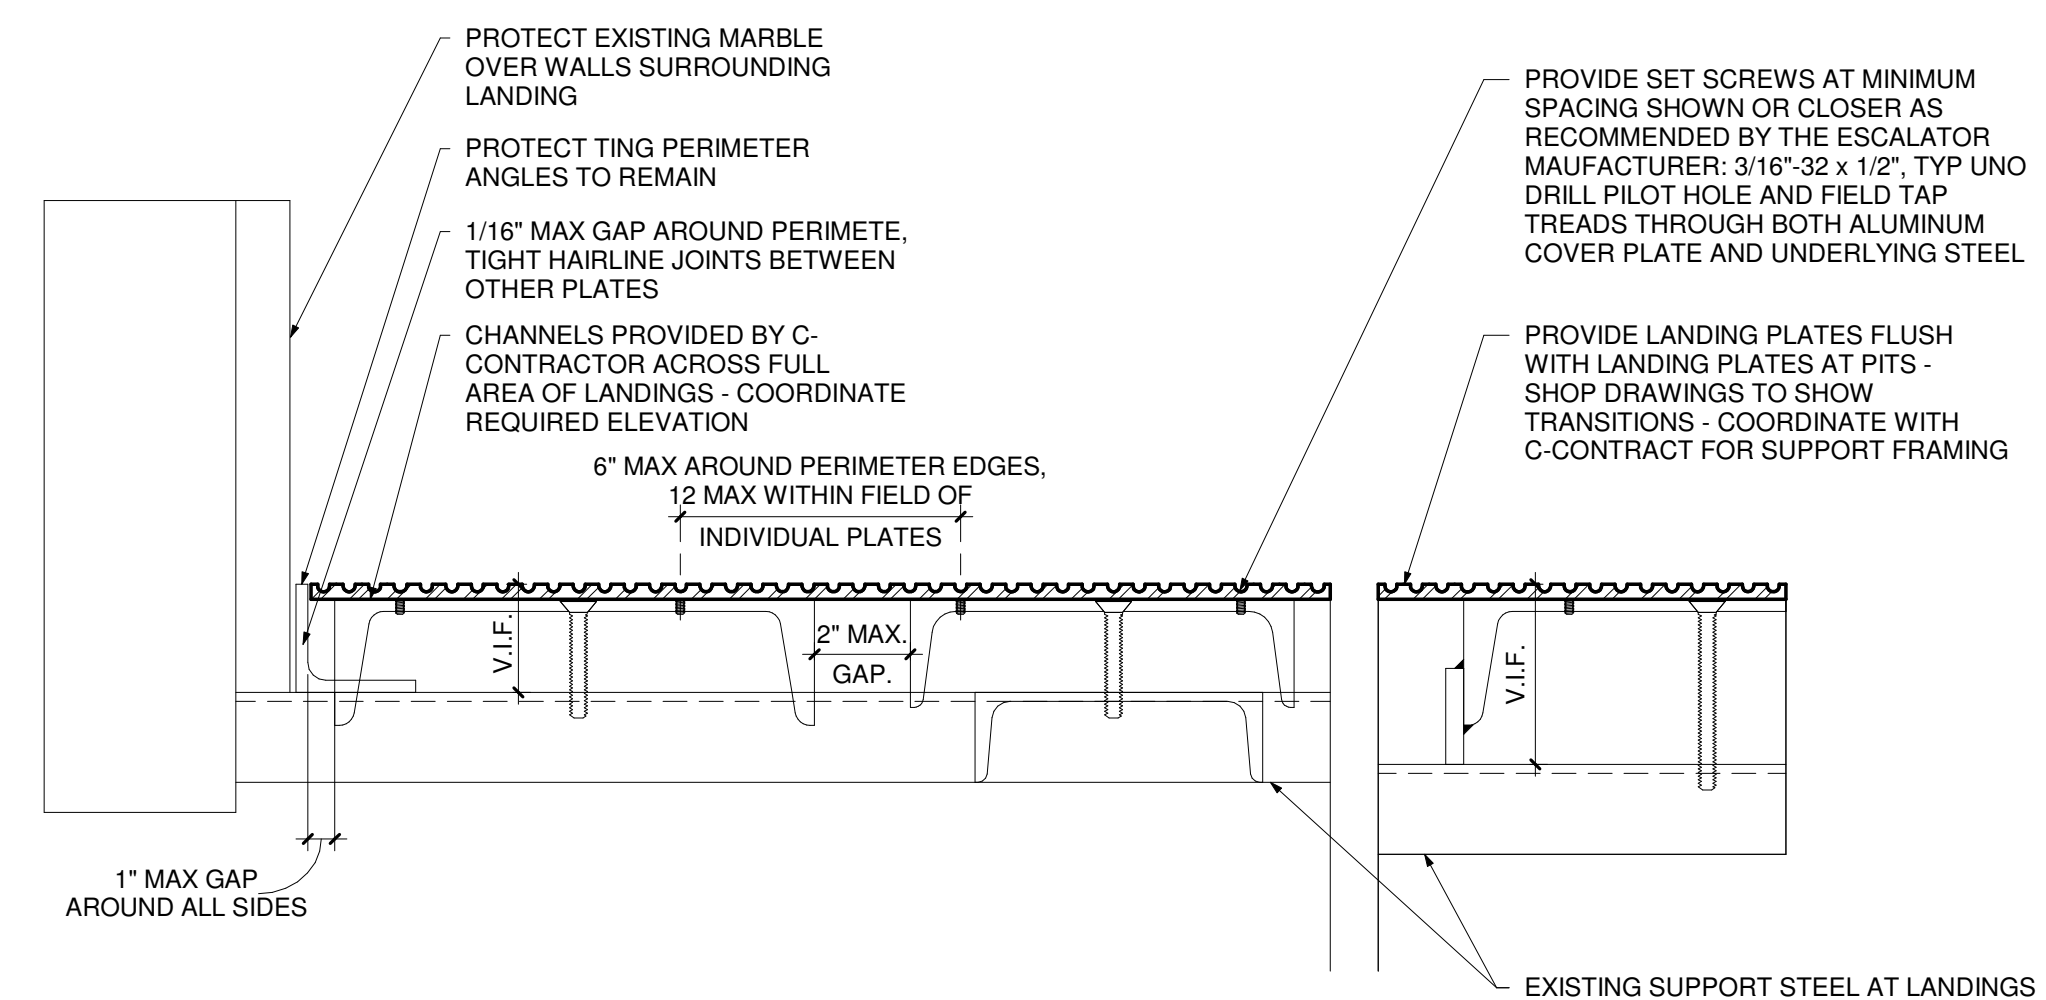 PROTECT EXISTING MARBLE
OVER WALLS SURROUNDING
LANDING
PROTECT TING PERIMETER
ANGLES TO REMAIN
1/16" MAX GAP AROUND PERIMETE,
TIGHT HAIRLINE JOINTS BETWEEN
OTHER PLATES
CHANNELS PROVIDED BY C-
CONTRACTOR ACROSS FULL
AREA OF LANDINGS - COORDINATE
REQUIRED ELEVATION
6" MAX AROUND PERIMETER EDGES,
12 MAX WITHIN FIELD OF
INDIVIDUAL PLATES
PROVIDE SET SCREWS AT MINIMUM
SPACING SHOWN OR CLOSER AS
RECOMMENDED BY THE ESCALATOR
MAUFACTURER: 3/16"-32 x 1/2", TYP UNO
DRILL PILOT HOLE AND FIELD TAP
TREADS THROUGH BOTH ALUMINUM
COVER PLATE AND UNDERLYING STEEL
PROVIDE LANDING PLATES FLUSH
WITH LANDING PLATES AT PITS -
SHOP DRAWINGS TO SHOW
TRANSITIONS - COORDINATE WITH
C-CONTRACT FOR SUPPORT FRAMING
V.I.F.
2" MAX.
GAP.
V.I.F.
1" MAX GAP
AROUND ALL SIDES
EXISTING SUPPORT STEEL AT LANDINGS